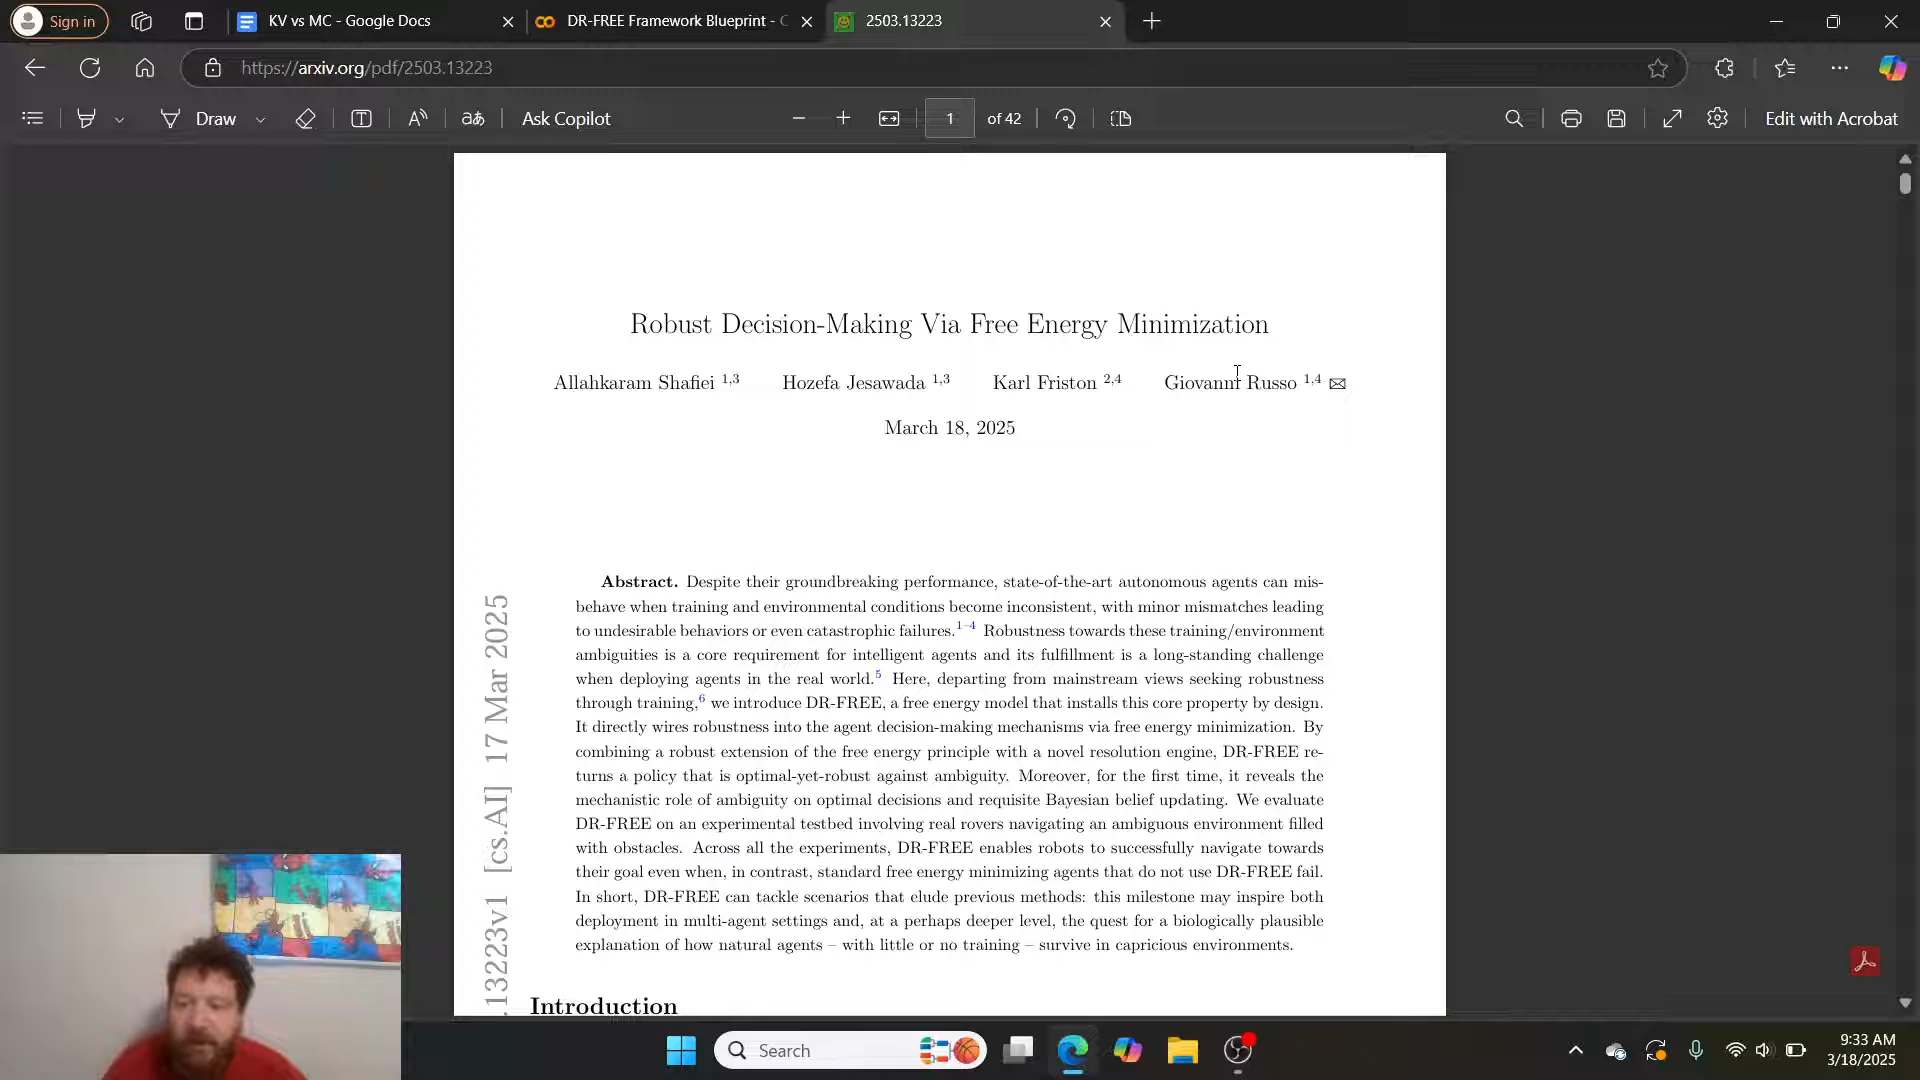 Sign in
KV vs MC - Google Docs
DR-FREE Framework Blueprint - C
2503.13223
https://arxiv.org/pdf/2503.13223
Draw
aあ
Ask Copilot
1 of 42
Edit with Acrobat
Robust Decision-Making Via Free Energy Minimization
Allahkaram Shafiei 1,3 Hozefa Jesawada 1,3 Karl Friston 2,4 Giovanni Russo 1,4 ✉
March 18, 2025
Abstract. Despite their groundbreaking performance, state-of-the-art autonomous agents can mis-
behave when training and environmental conditions become inconsistent, with minor mismatches leading
to undesirable behaviors or even catastrophic failures.1–4 Robustness towards these training/environment
ambiguities is a core requirement for intelligent agents and its fulfillment is a long-standing challenge
when deploying agents in the real world.5 Here, departing from mainstream views seeking robustness
through training,6 we introduce DR-FREE, a free energy model that installs this core property by design.
It directly wires robustness into the agent decision-making mechanisms via free energy minimization. By
combining a robust extension of the free energy principle with a novel resolution engine, DR-FREE re-
turns a policy that is optimal-yet-robust against ambiguity. Moreover, for the first time, it reveals the
mechanistic role of ambiguity on optimal decisions and requisite Bayesian belief updating. We evaluate
DR-FREE on an experimental testbed involving real rovers navigating an ambiguous environment filled
with obstacles. Across all the experiments, DR-FREE enables robots to successfully navigate towards
their goal even when, in contrast, standard free energy minimizing agents that do not use DR-FREE fail.
In short, DR-FREE can tackle scenarios that elude previous methods: this milestone may inspire both
deployment in multi-agent settings and, at a perhaps deeper level, the quest for a biologically plausible
explanation of how natural agents – with little or no training – survive in capricious environments.
.13223v1 [cs.AI] 17 Mar 2025
Introduction
Search
9:33 AM
3/18/2025